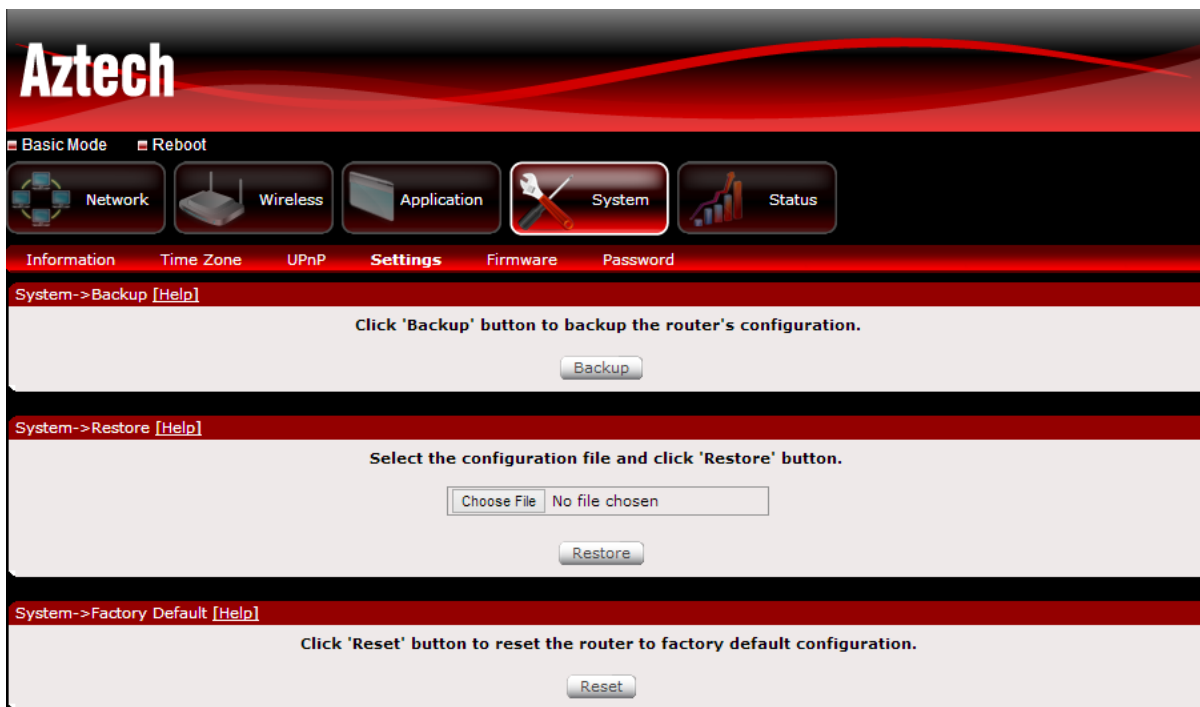 Aztech
Basic Mode Reboot
Network Wireless Application System Status
Information Time Zone UPnP Settings Firmware Password
System->Backup [Help]
Click 'Backup' button to backup the router's configuration.
Backup
System->Restore [Help]
Select the configuration file and click 'Restore' button.
Choose File No file chosen
Restore
System->Factory Default [Help]
Click 'Reset' button to reset the router to factory default configuration.
Reset